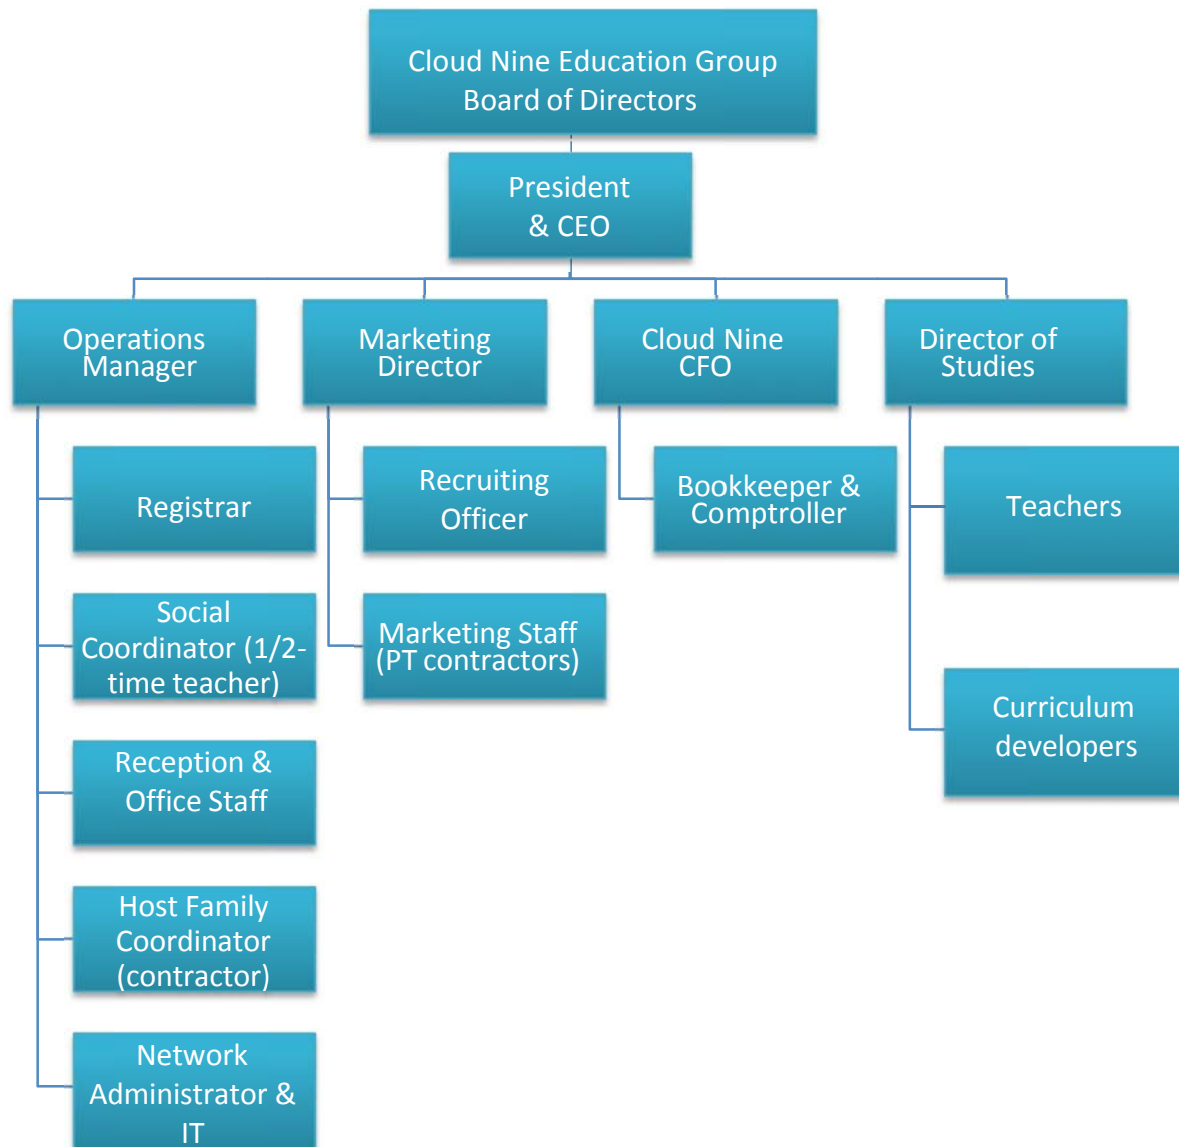 Cloud Nine Education Group
Board of Directors
President
& CEO
Operations
Manager
Marketing
Director
Cloud Nine
CFO
Director of
Studies
Registrar
Social
Coordinator (1/2-
time teacher)
Reception &
Office Staff
Host Family
Coordinator
(contractor)
Network
Administrator &
IT
Recruiting
Officer
Marketing Staff
(PT contractors)
Bookkeeper &
Comptroller
Teachers
Curriculum
developers